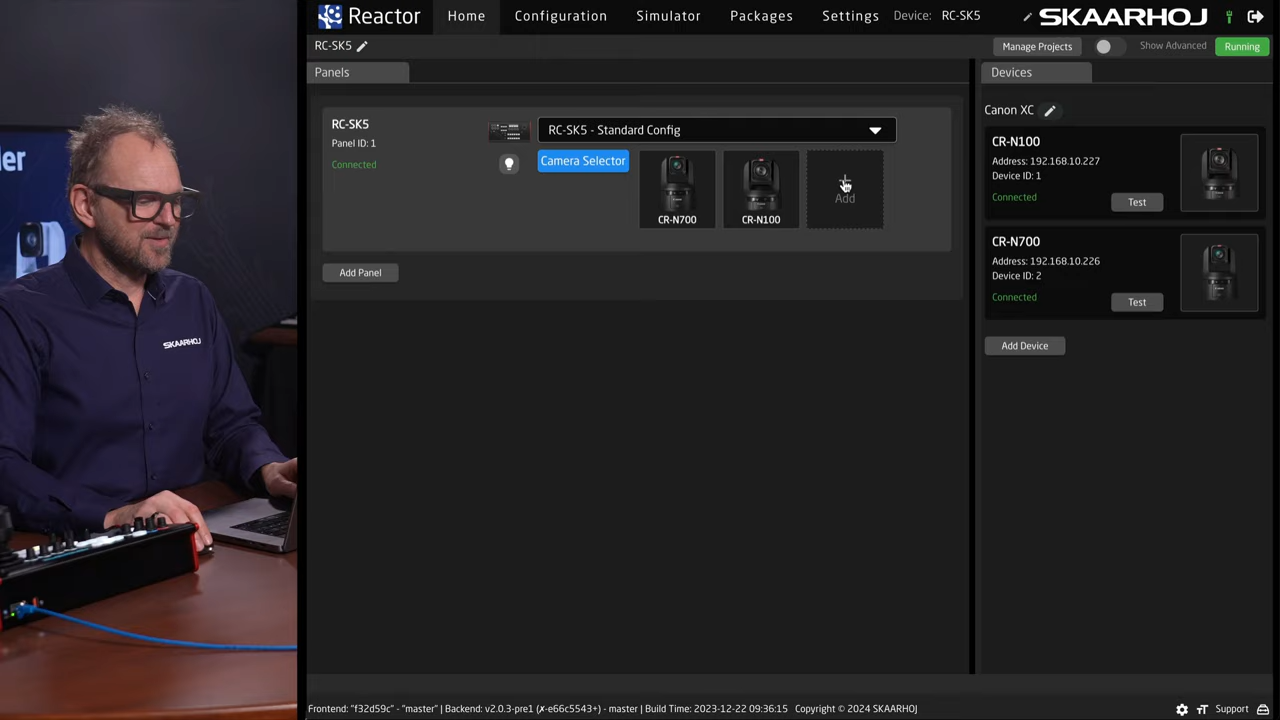 Reactor
Home
Configuration
Simulator
Packages
Settings
Device: RC-SK5
SKAARHOJ
RC-SK5
Manage Projects
Show Advanced
Running
Panels
Devices
RC-SK5
Panel ID: 1
Connected
RC-SK5 - Standard Config
Camera Selector
CR-N700
CR-N100
Add
Add Panel
Canon XC
CR-N100
Address: 192.168.10.227
Device ID: 1
Connected
Test
CR-N700
Address: 192.168.10.226
Device ID: 2
Connected
Test
Add Device
SKAARHOJ
Frontend: "f32d59c" - "master" | Backend: v2.0.3-pre1 (✗-e66c5543+) - master | Build Time: 2023-12-22 09:36:15 Copyright © 2024 SKAARHOJ
Support